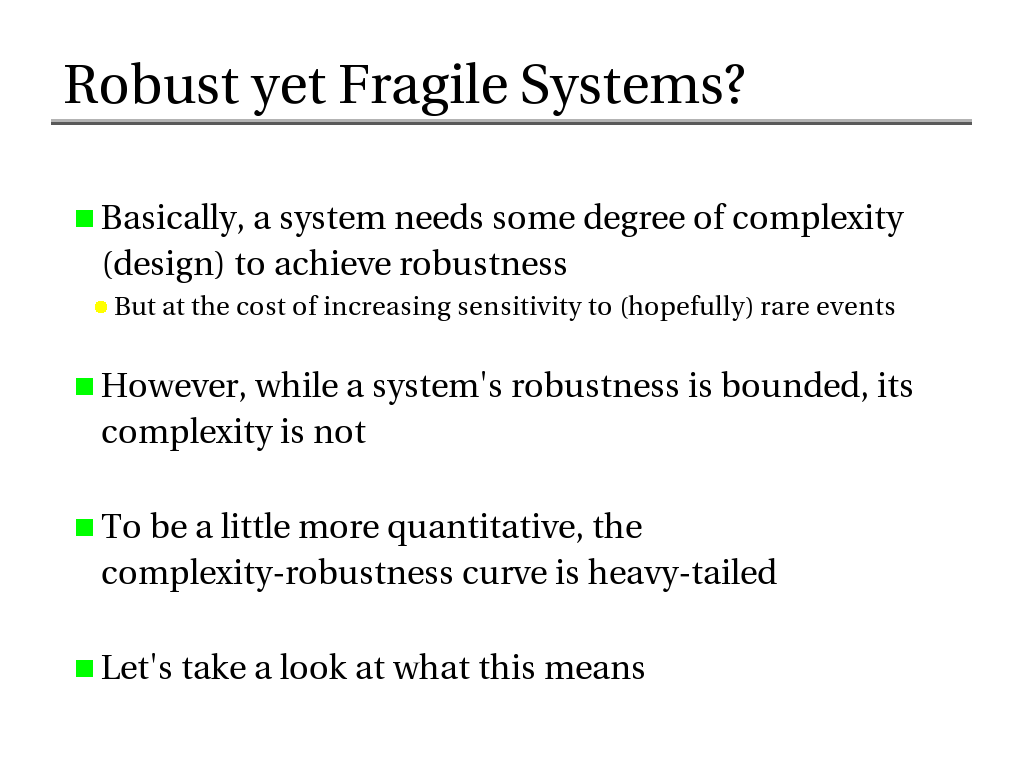 Robust yet Fragile Systems?
Basically, a system needs some degree of complexity
(design) to achieve robustness
But at the cost of increasing sensitivity to (hopefully) rare events
However, while a system's robustness is bounded, its
complexity is not
To be a little more quantitative, the
complexity-robustness curve is heavy-tailed
Let's take a look at what this means